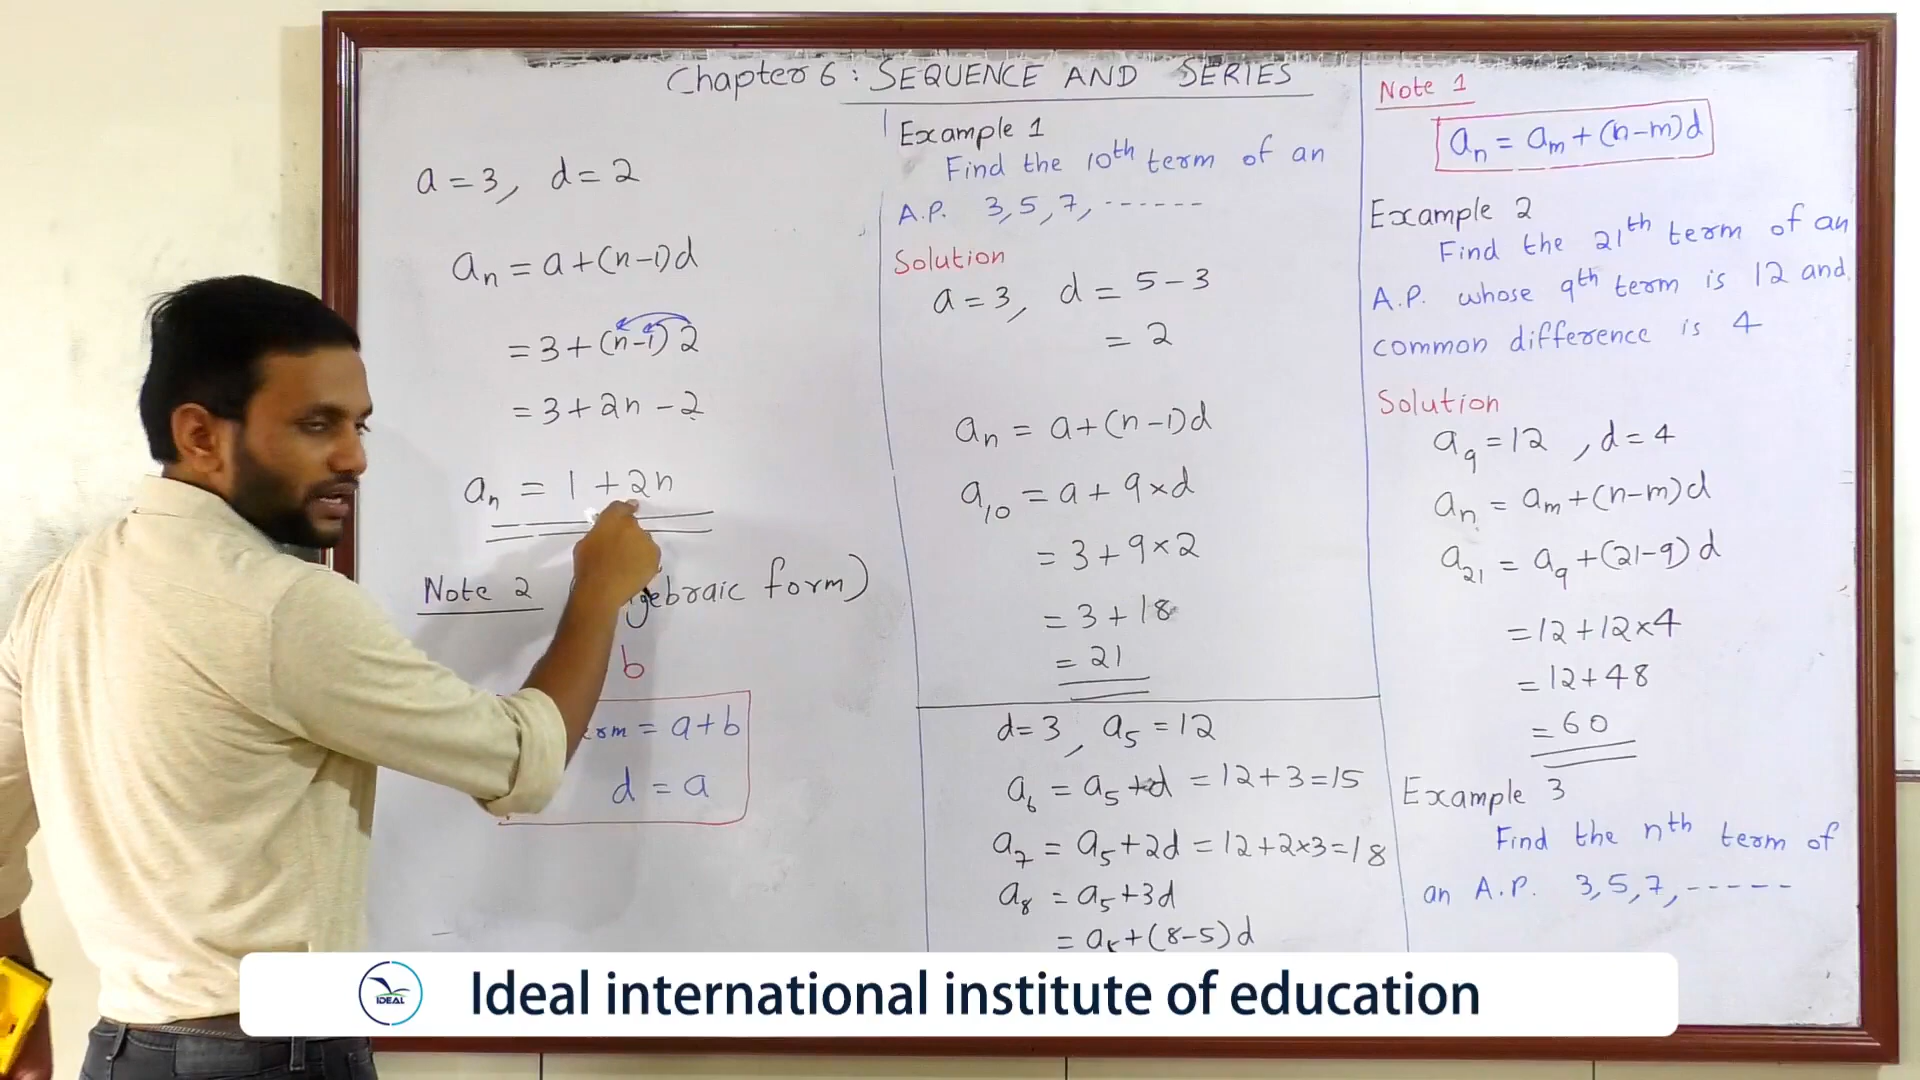 Chapter 6 : SEQUENCE AND SERIES
a = 3, d = 2
aₙ = a + (n-1)d
= 3 + (n-1) 2
= 3 + 2n - 2
aₙ = 1 + 2n
Note 2
gebraic form)
b
rm = a + b
d = a
Example 1
Find the 10th term of an
A.P. 3, 5, 7, -------
Solution
a = 3, d = 5 - 3
= 2
aₙ = a + (n-1)d
a₁₀ = a + 9×d
= 3 + 9×2
= 3 + 18
= 21
d = 3, a₅ = 12
a₆ = a₅ + d = 12 + 3 = 15
a₇ = a₅ + 2d = 12 + 2×3 = 18
a₈ = a₅ + 3d
= a₅ + (8-5) d
Note 1
aₙ = aₘ + (n-m)d
Example 2
Find the 21th term of an
A.P. whose 9th term is 12 and
common difference is 4
Solution
a₉ = 12 , d = 4
aₙ = aₘ + (n-m)d
a₂₁ = a₉ + (21-9) d
= 12 + 12×4
= 12 + 48
= 60
Example 3
Find the nth term of
an A.P. 3, 5, 7, -----
IDEAL
Ideal international institute of education